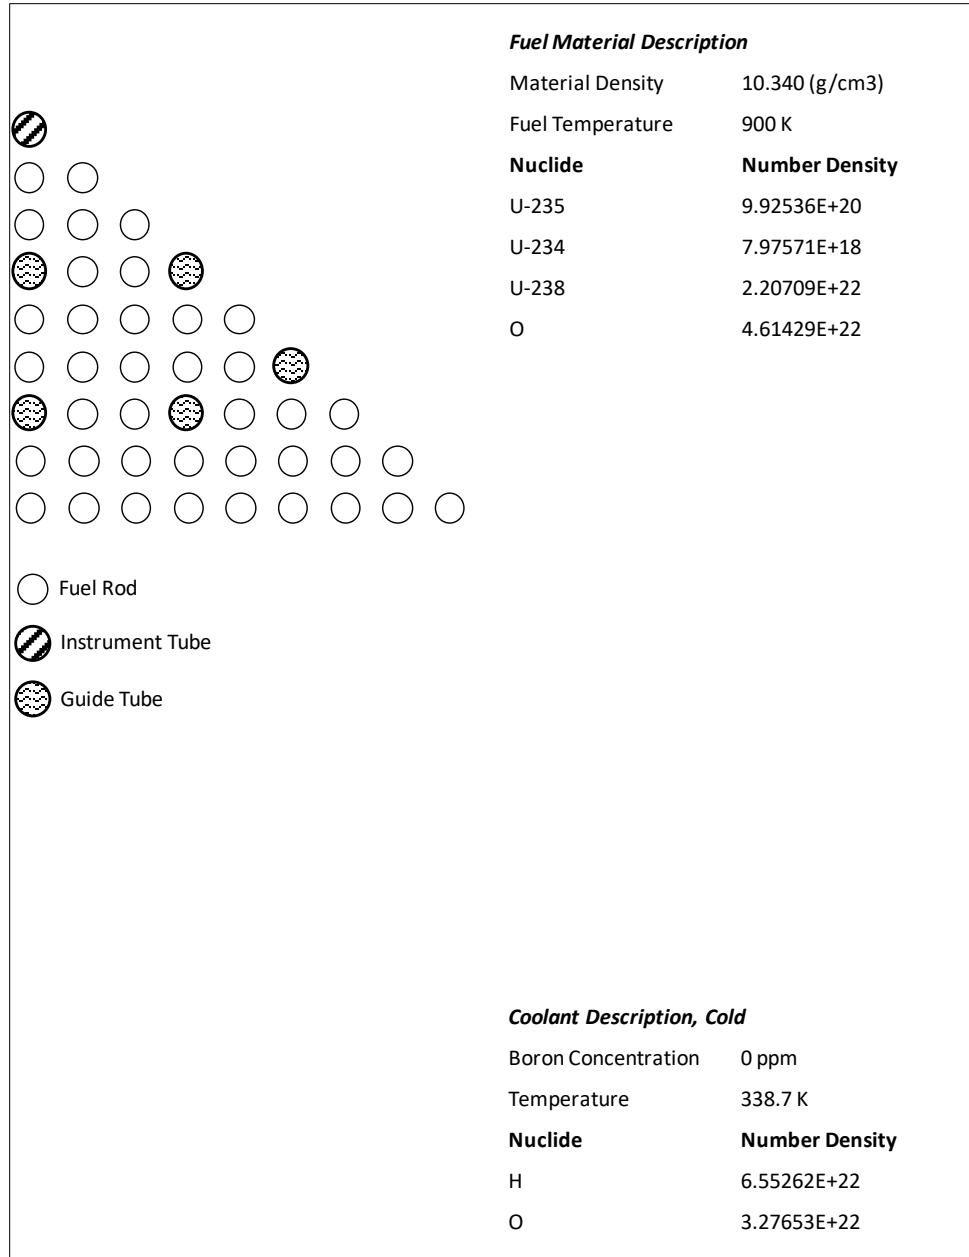 Fuel Material Description
Material Density 10.340 (g/cm3)
Fuel Temperature 900 K
Nuclide Number Density
U-235 9.92536E+20
U-234 7.97571E+18
U-238 2.20709E+22
O 4.61429E+22
Fuel Rod
Instrument Tube
Guide Tube
Coolant Description, Cold
Boron Concentration 0 ppm
Temperature 338.7 K
Nuclide Number Density
H 6.55262E+22
O 3.27653E+22